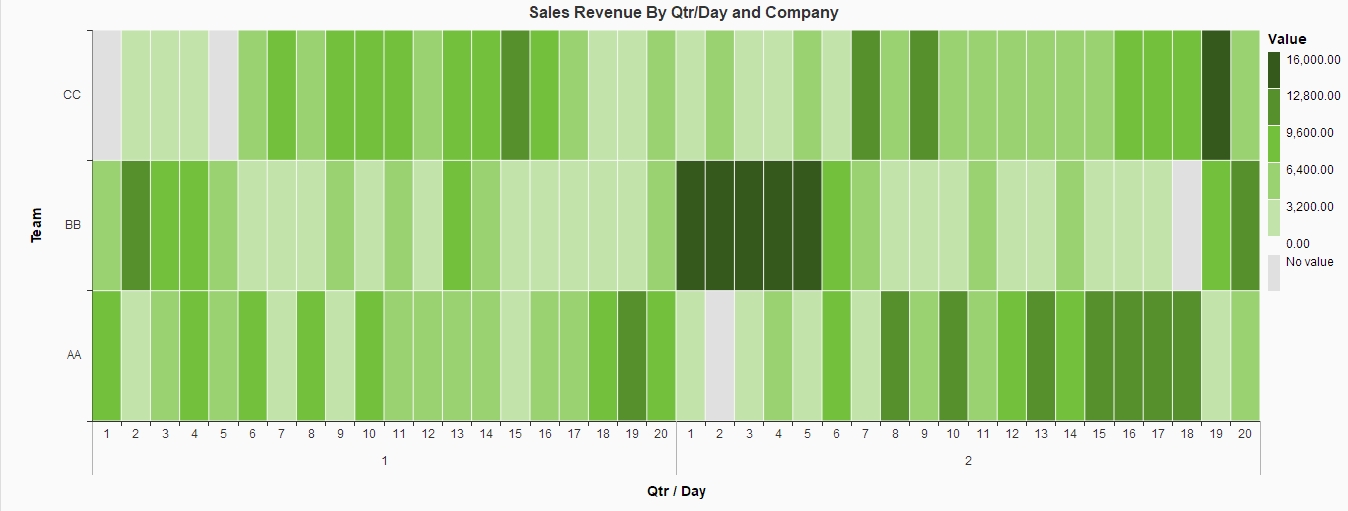 Sales Revenue By Qtr/Day and Company
Value
16,000.00
12,800.00
9,600.00
6,400.00
3,200.00
0.00
No value
Team
CC
BB
AA
1 2 3 4 5 6 7 8 9 10 11 12 13 14 15 16 17 18 19 20 1 2 3 4 5 6 7 8 9 10 11 12 13 14 15 16 17 18 19 20
1 2
Qtr / Day